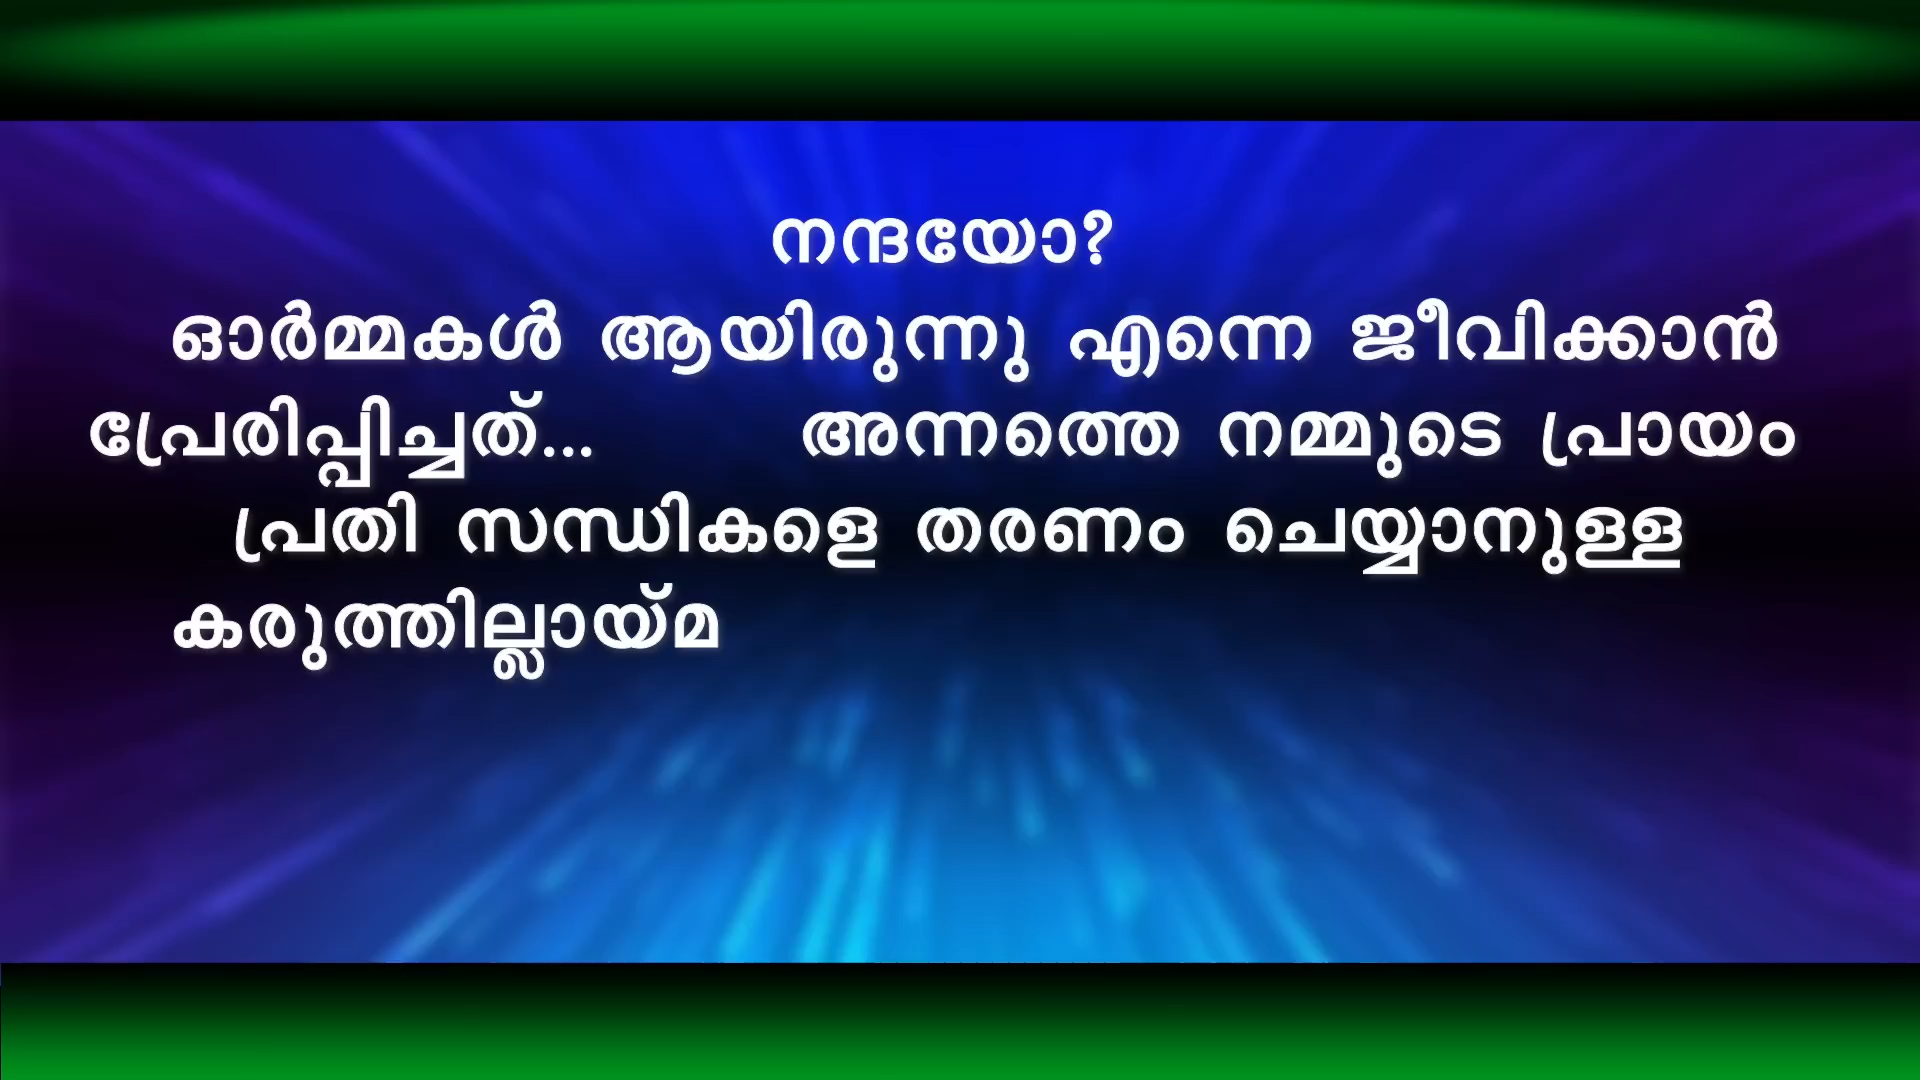 നന്ദയോ?
ഓർമ്മകൾ ആയിരുന്നു എന്നെ ജീവിക്കാൻ
പ്രേരിപ്പിച്ചത്... അന്നത്തെ നമ്മുടെ പ്രായം
പ്രതി സന്ധികളെ തരണം ചെയ്യാനുള്ള
കരുത്തില്ലായ്മ